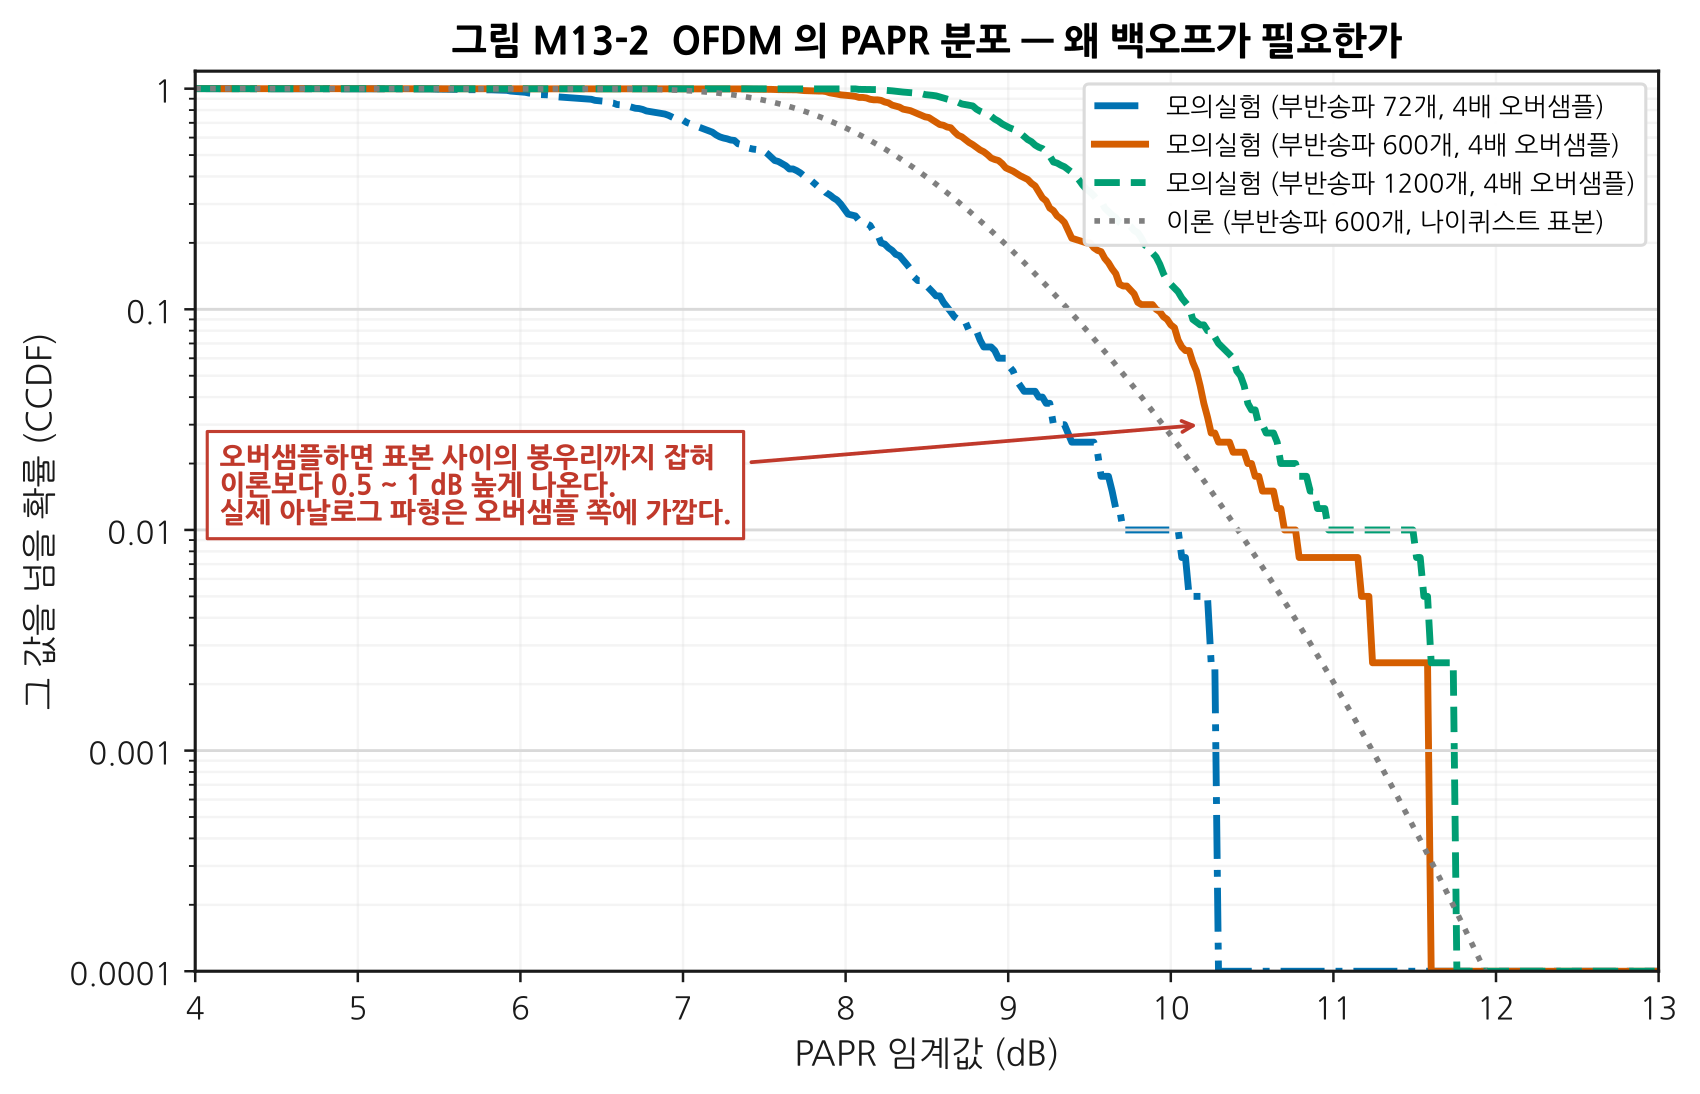 그림 M13-2  OFDM 의 PAPR 분포 — 왜 백오프가 필요한가
모의실험 (부반송파 72개, 4배 오버샘플)
모의실험 (부반송파 600개, 4배 오버샘플)
모의실험 (부반송파 1200개, 4배 오버샘플)
이론 (부반송파 600개, 나이퀴스트 표본)
그 값을 넘을 확률 (CCDF)
1
0.1
0.01
0.001
0.0001
오버샘플하면 표본 사이의 봉우리까지 잡혀
이론보다 0.5 ~ 1 dB 높게 나온다.
실제 아날로그 파형은 오버샘플 쪽에 가깝다.
4 5 6 7 8 9 10 11 12 13
PAPR 임계값 (dB)